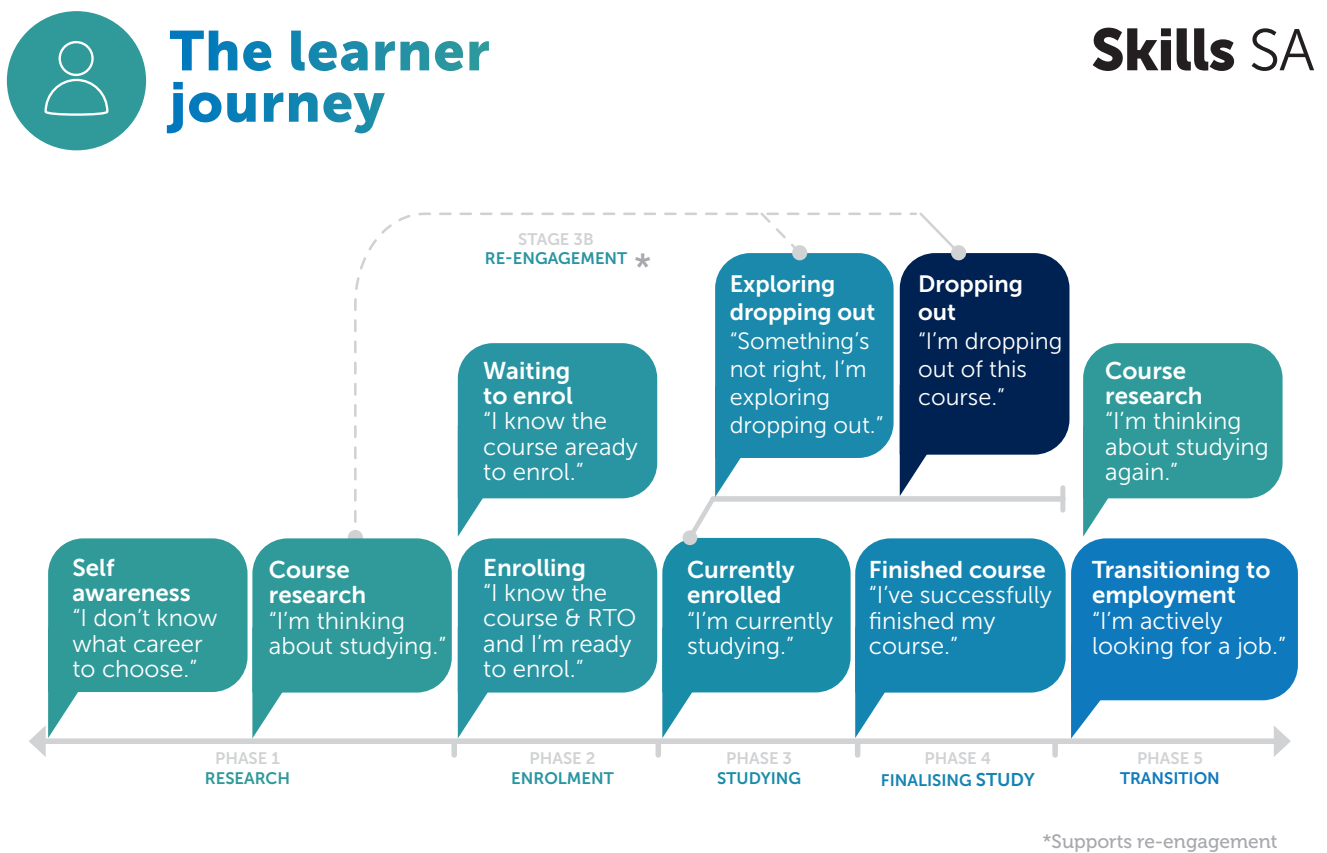 The learner
journey
Skills SA
STAGE 3B
RE-ENGAGEMENT *
Exploring
dropping out
“Something’s
not right, I’m
exploring
dropping out.”
Dropping
out
“I’m dropping
out of this
course.”
Waiting
to enrol
“I know the
course aready
to enrol.”
Course
research
“I’m thinking
about studying
again.”
Self
awareness
“I don’t know
what career
to choose.”
Course
research
“I’m thinking
about studying.”
Enrolling
“I know the
course & RTO
and I’m ready
to enrol.”
Currently
enrolled
“I’m currently
studying.”
Finished course
“I’ve successfully
finished my
course.”
Transitioning to
employment
“I’m actively
looking for a job.”
PHASE 1
RESEARCH
PHASE 2
ENROLMENT
PHASE 3
STUDYING
PHASE 4
FINALISING STUDY
PHASE 5
TRANSITION
*Supports re-engagement